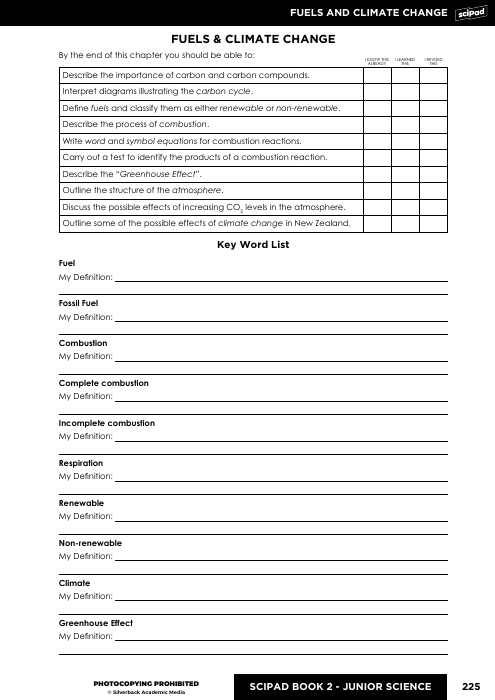 FUELS AND CLIMATE CHANGE scipad
FUELS & CLIMATE CHANGE
By the end of this chapter you should be able to:
I KNOW THIS ALREADY
I LEARNED THIS
I REVISED THIS
Describe the importance of carbon and carbon compounds.
Interpret diagrams illustrating the carbon cycle.
Define fuels and classify them as either renewable or non-renewable.
Describe the process of combustion.
Write word and symbol equations for combustion reactions.
Carry out a test to identify the products of a combustion reaction.
Describe the “Greenhouse Effect”.
Outline the structure of the atmosphere.
Discuss the possible effects of increasing CO₂ levels in the atmosphere.
Outline some of the possible effects of climate change in New Zealand.
Key Word List
Fuel
My Definition:
Fossil Fuel
My Definition:
Combustion
My Definition:
Complete combustion
My Definition:
Incomplete combustion
My Definition:
Respiration
My Definition:
Renewable
My Definition:
Non-renewable
My Definition:
Climate
My Definition:
Greenhouse Effect
My Definition:
PHOTOCOPYING PROHIBITED
© Silverback Academic Media
SCIPAD BOOK 2 - JUNIOR SCIENCE
225